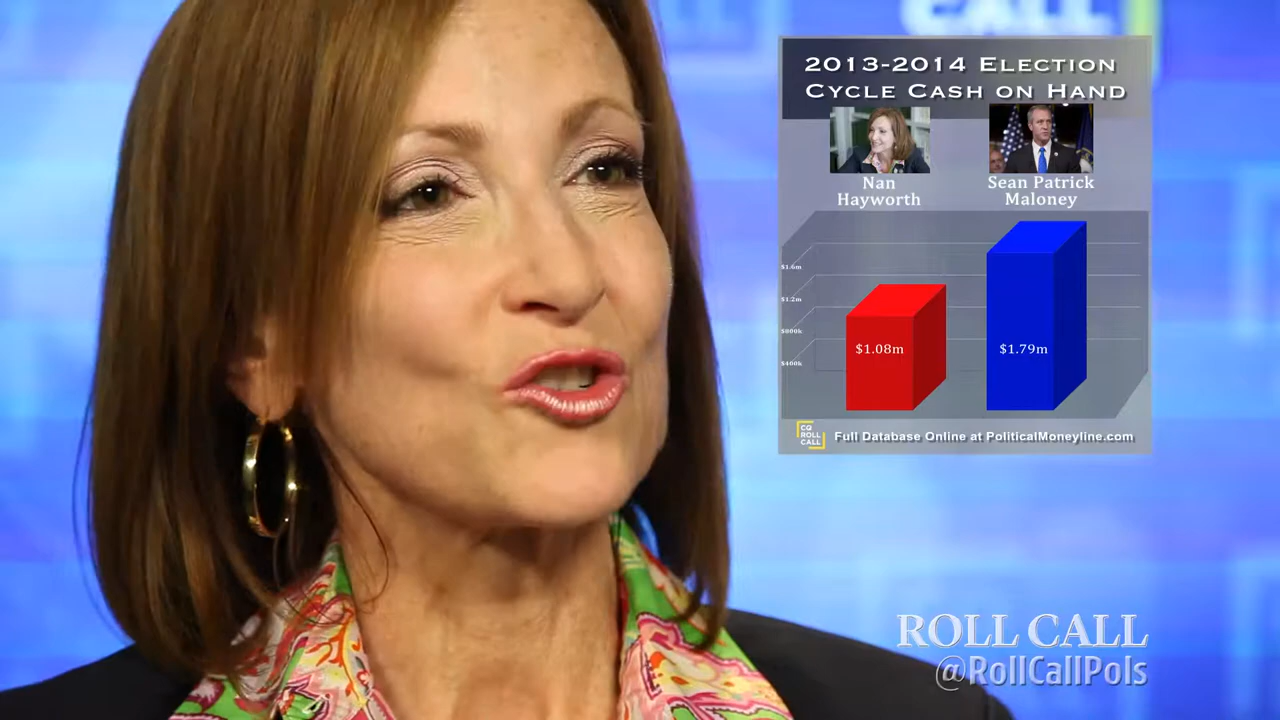 CALL
2013-2014 Election
Cycle Cash on Hand
Nan
Hayworth
Sean Patrick
Maloney
$1.6m
$1.2m
$800k
$400k
$1.08m
$1.79m
CQ
ROLL
CALL
Full Database Online at PoliticalMoneyline.com
ROLL CALL
@RollCallPols